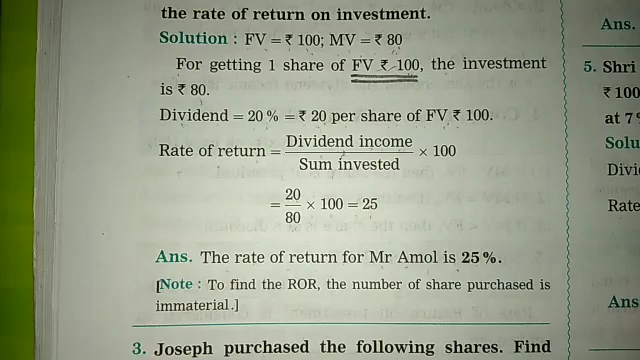 the rate of return on investment.
Solution : FV = ₹ 100; MV = ₹ 80
For getting 1 share of FV ₹ 100, the investment
is ₹ 80.
Dividend = 20 % = ₹ 20 per share of FV ₹ 100.
Rate of return = Dividend income / Sum invested × 100
= 20 / 80 × 100 = 25
Ans. The rate of return for Mr Amol is 25 %.
[Note : To find the ROR, the number of share purchased is
immaterial.]
3. Joseph purchased the following shares. Find
Ans.
5. Shri
₹ 100
at 7
Solu
Divi
Rate
Ans